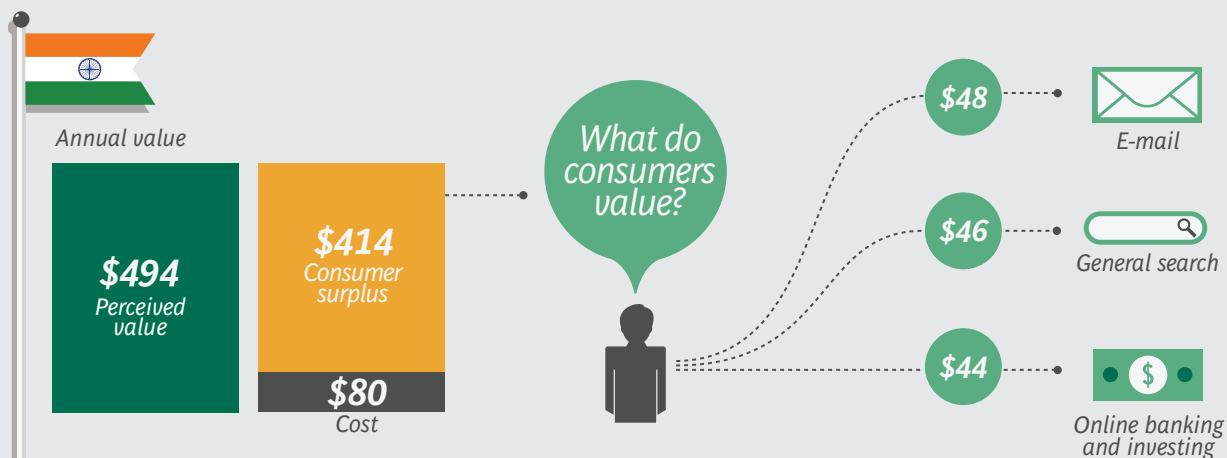 Annual value
$494
Perceived
value
$414
Consumer
surplus
$80
Cost
What do
consumers
value?
$48
E-mail
$46
General search
$44
$
Online banking
and investing